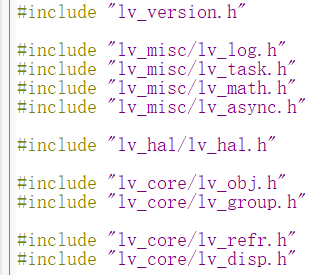 #include "lv_version.h"
#include "lv_misc/lv_log.h"
#include "lv_misc/lv_task.h"
#include "lv_misc/lv_math.h"
#include "lv_misc/lv_async.h"
#include "lv_hal/lv_hal.h"
#include "lv_core/lv_obj.h"
#include "lv_core/lv_group.h"
#include "lv_core/lv_refr.h"
#include "lv_core/lv_disp.h"